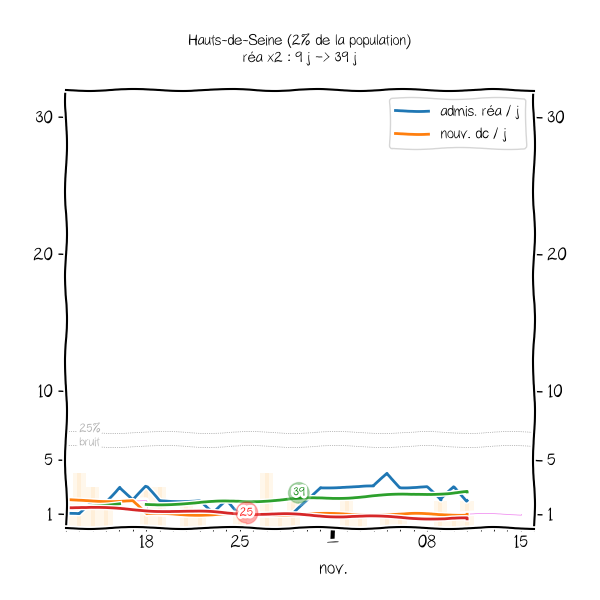 Hauts-de-Seine (2% de la population)
réa x2 : 9 j -> 39 j
admis. réa / j
nouv. dc / j
30 30
20 20
10 10
25%
bruit
5 5
39
25
1 1
18 25 1 08 15
nov.